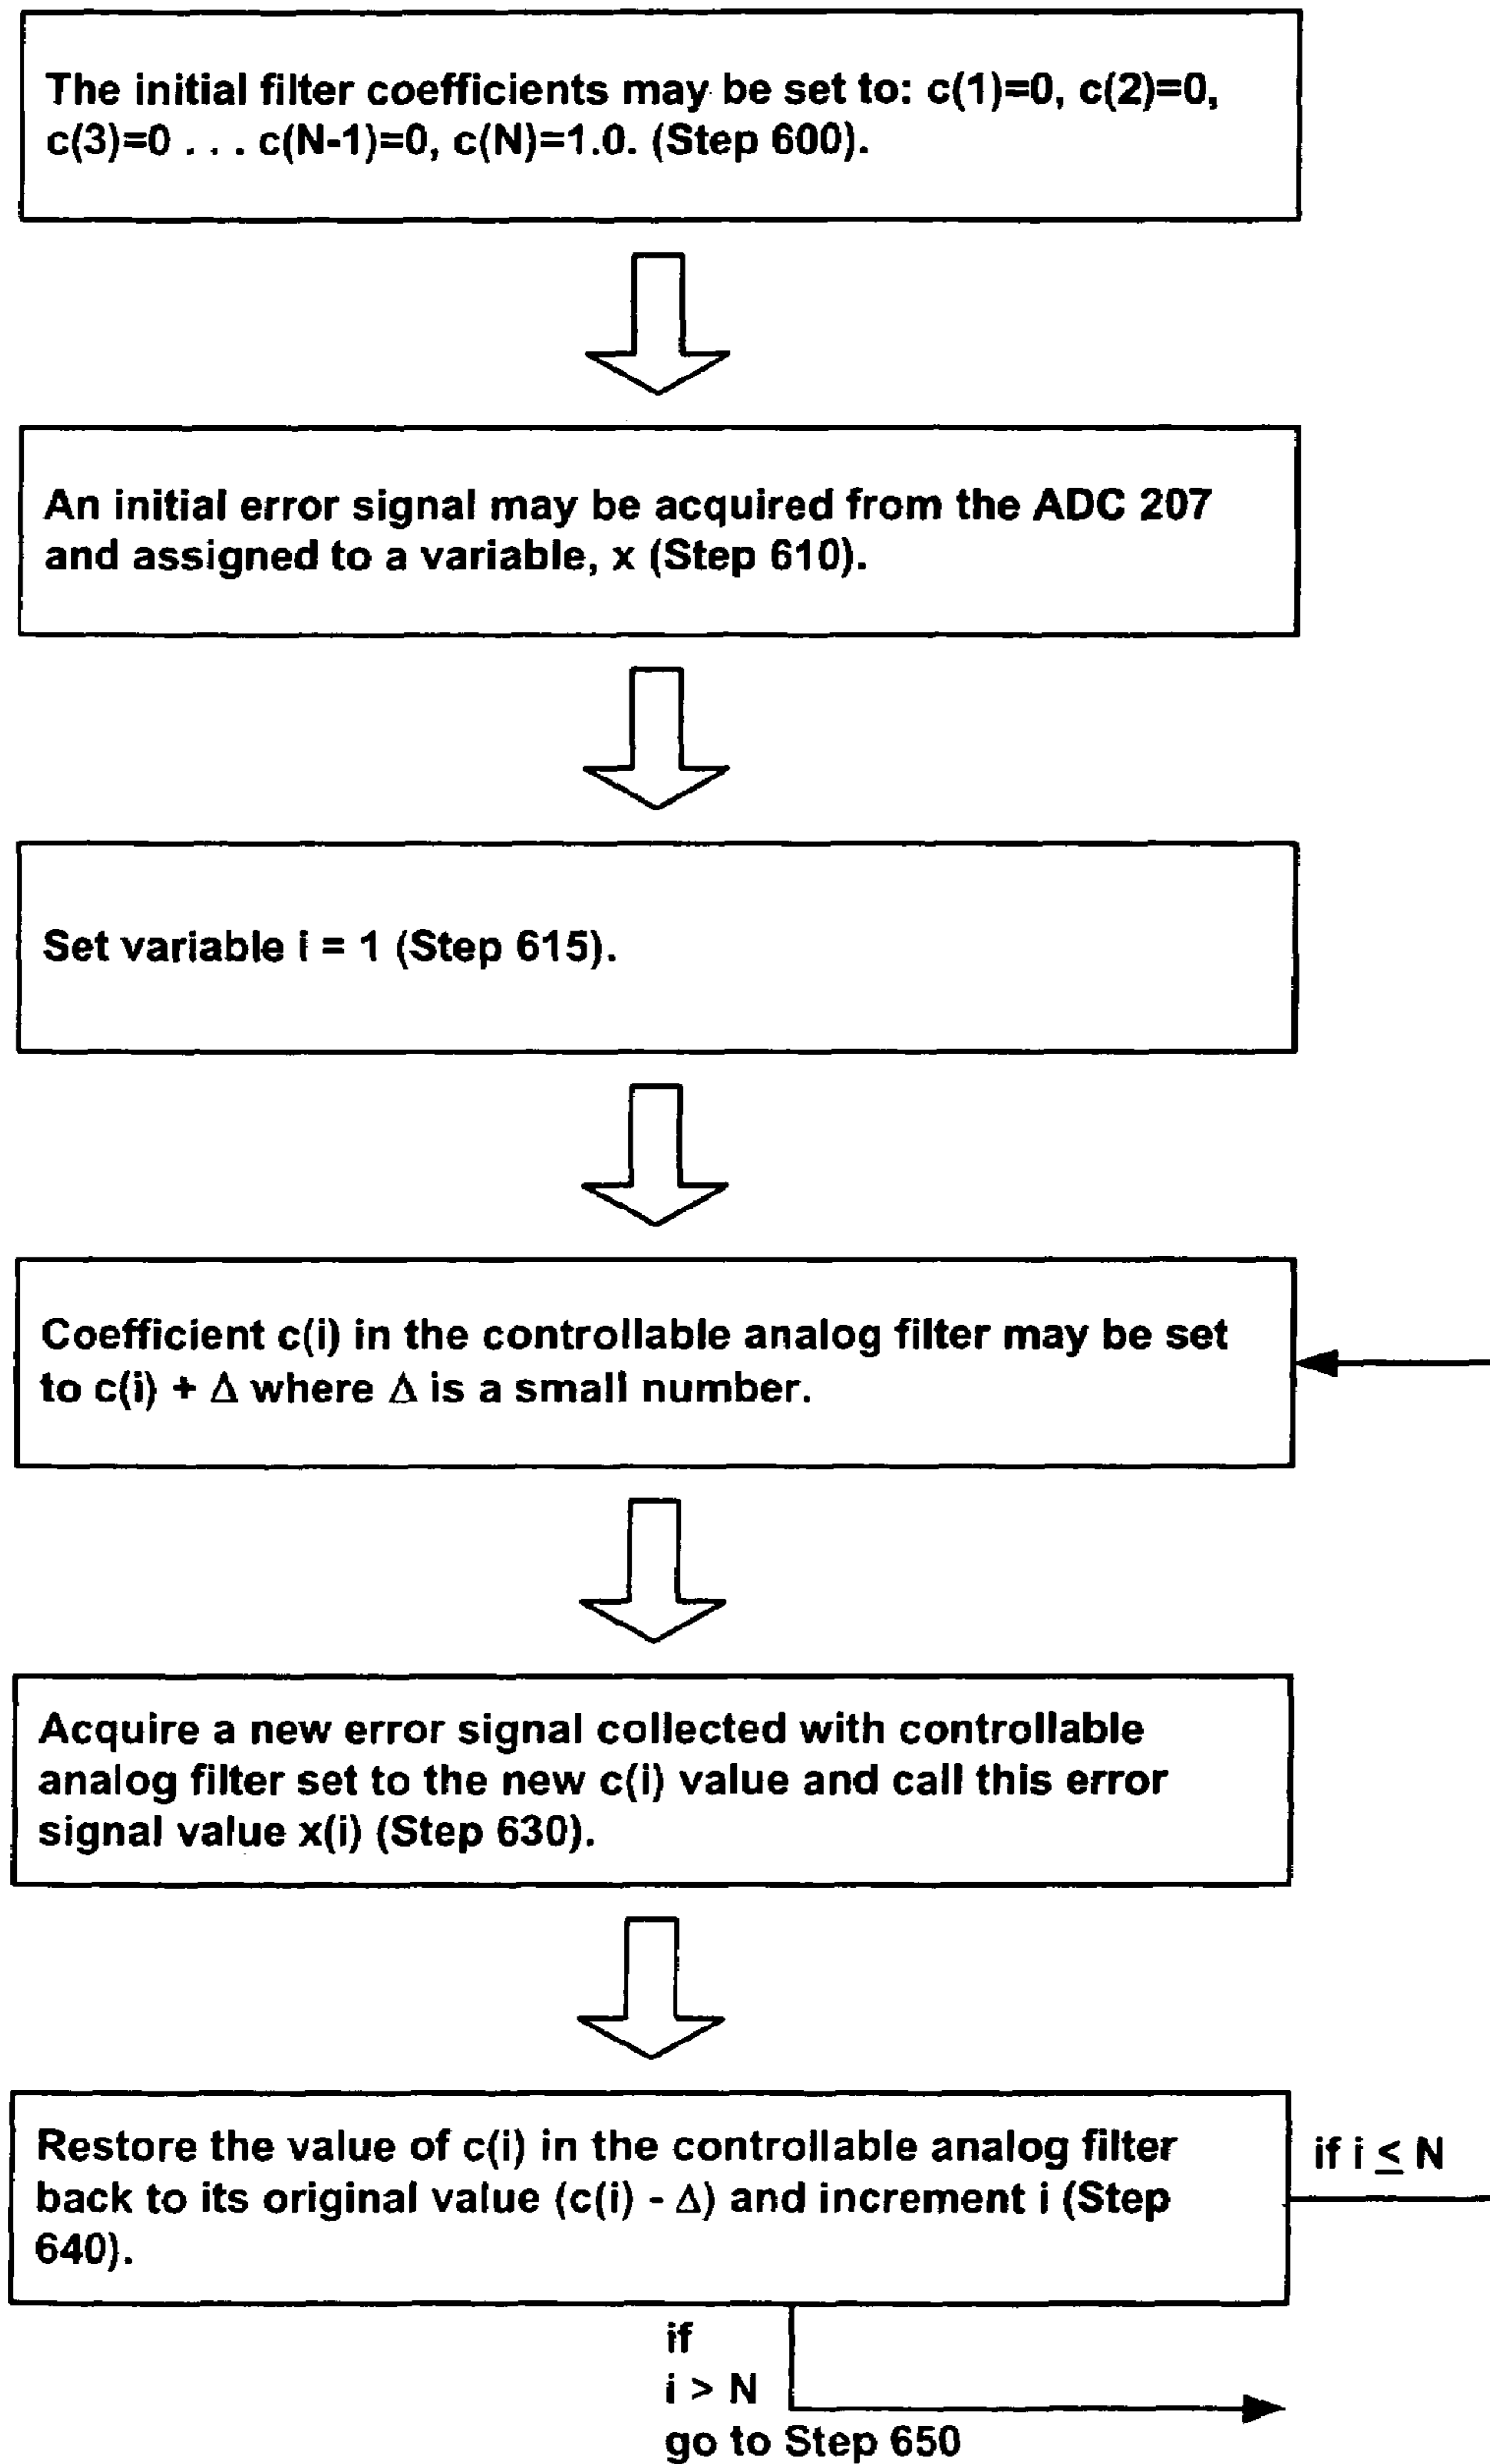 The initial filter coefficients may be set to: c(1)=0, c(2)=0,
c(3)=0 . . . c(N-1)=0, c(N)=1.0. (Step 600).
An initial error signal may be acquired from the ADC 207
and assigned to a variable, x (Step 610).
Set variable i = 1 (Step 615).
Coefficient c(i) in the controllable analog filter may be set
to c(i) + Δ where Δ is a small number.
Acquire a new error signal collected with controllable
analog filter set to the new c(i) value and call this error
signal value x(i) (Step 630).
Restore the value of c(i) in the controllable analog filter
back to its original value (c(i) - Δ) and increment i (Step
640).
if i ≤ N
if
i > N
go to Step 650